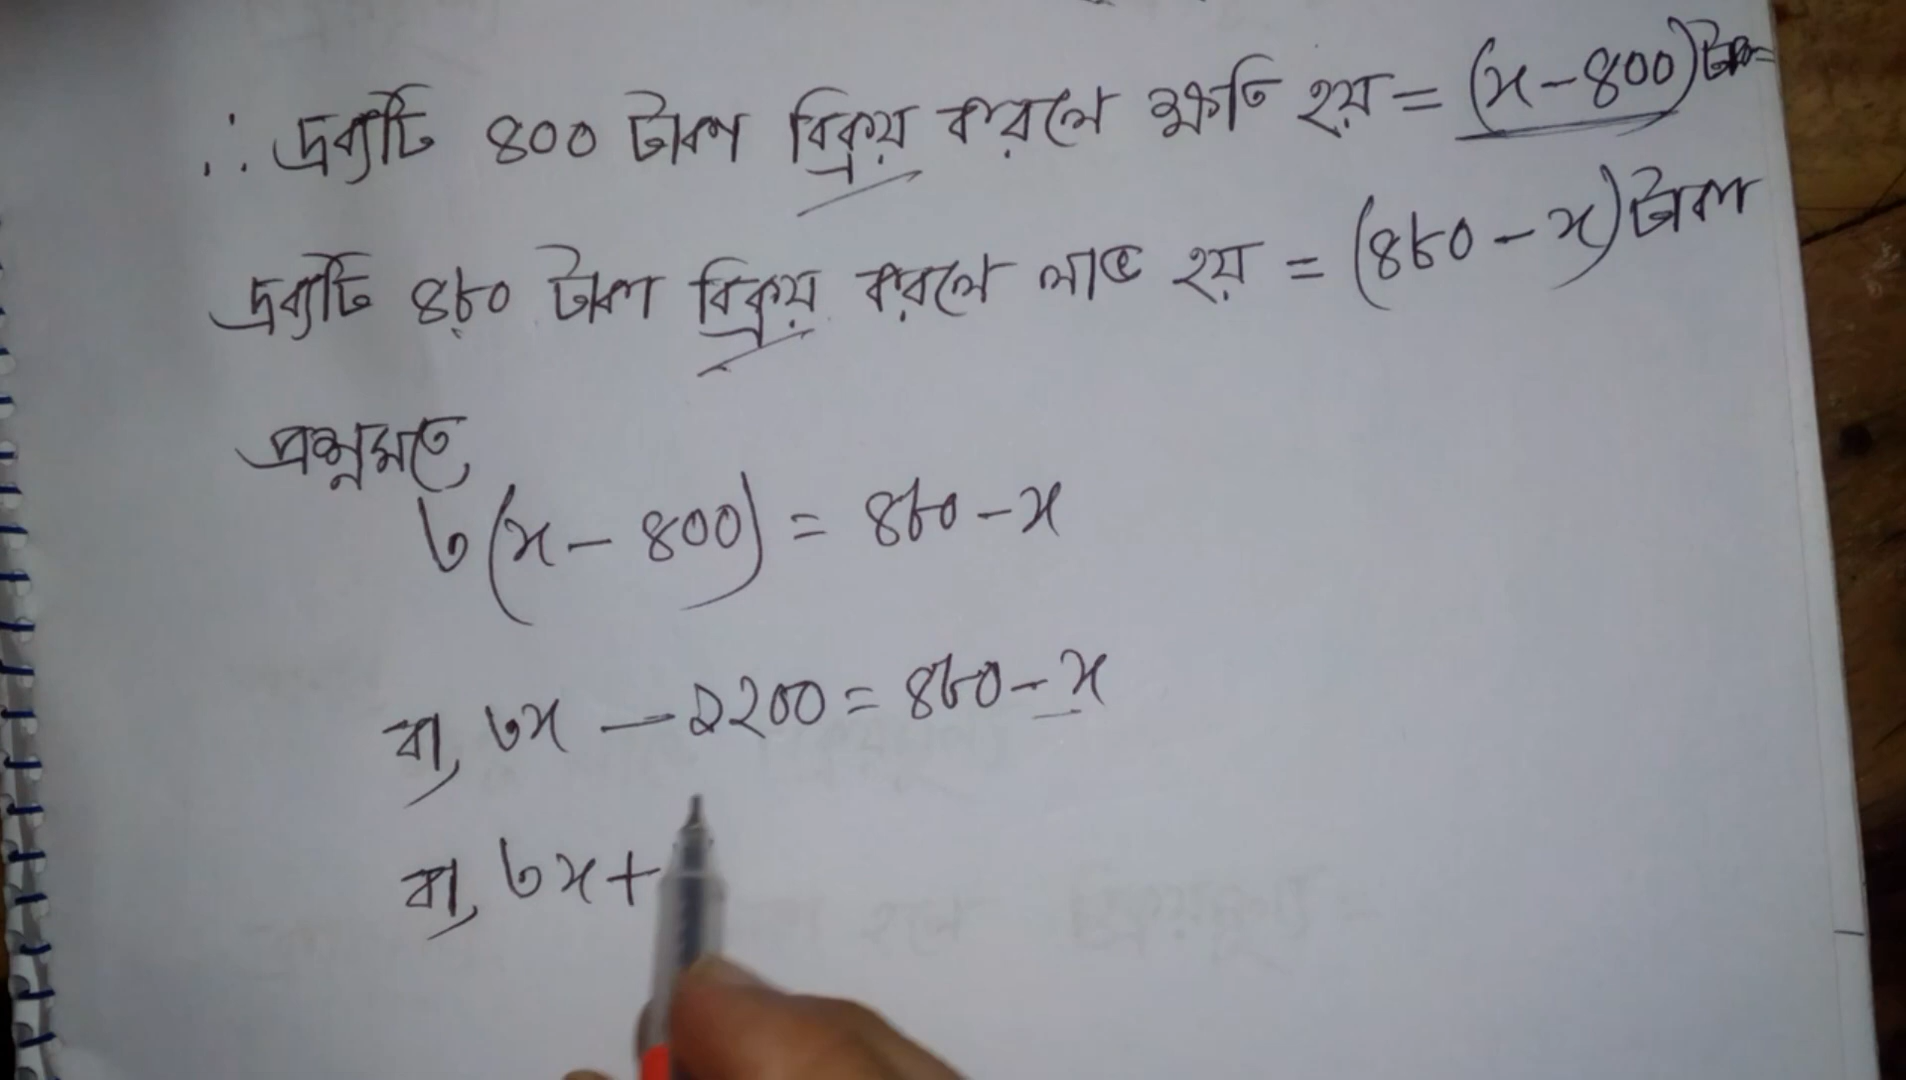 ∴ দ্রব্যটি ৪০০ টাকা বিক্রয় করলে ক্ষতি হয় = (x - ৪০০) টাকা
দ্রব্যটি ৪৮০ টাকা বিক্রয় করলে লাভ হয় = (৪৮০ - x) টাকা
প্রশ্নমতে,
৩(x - ৪০০) = ৪৮০ - x
বা, ৩x - ১২০০ = ৪৮০ - x
বা, ৩x +